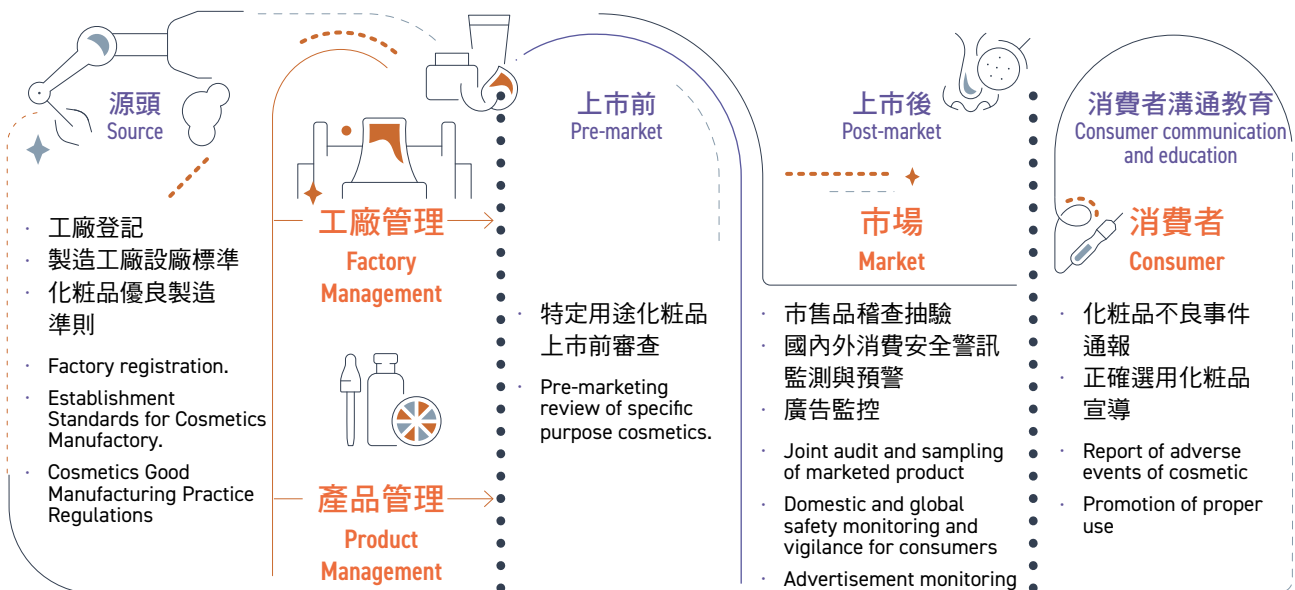 源頭
Source
· 工廠登記
· 製造工廠設廠標準
· 化粧品優良製造
準則
· Factory registration.
· Establishment
Standards for Cosmetics
Manufactory.
· Cosmetics Good
Manufacturing Practice
Regulations
工廠管理
Factory
Management
產品管理
Product
Management
上市前
Pre-market
· 特定用途化粧品
上市前審查
· Pre-marketing
review of specific
purpose cosmetics.
上市後
Post-market
市場
Market
· 市售品稽查抽驗
· 國內外消費安全警訊
監測與預警
· 廣告監控
· Joint audit and sampling
of marketed product
· Domestic and global
safety monitoring and
vigilance for consumers
· Advertisement monitoring
消費者溝通教育
Consumer communication
and education
消費者
Consumer
· 化粧品不良事件
通報
· 正確選用化粧品
宣導
· Report of adverse
events of cosmetic
· Promotion of proper
use